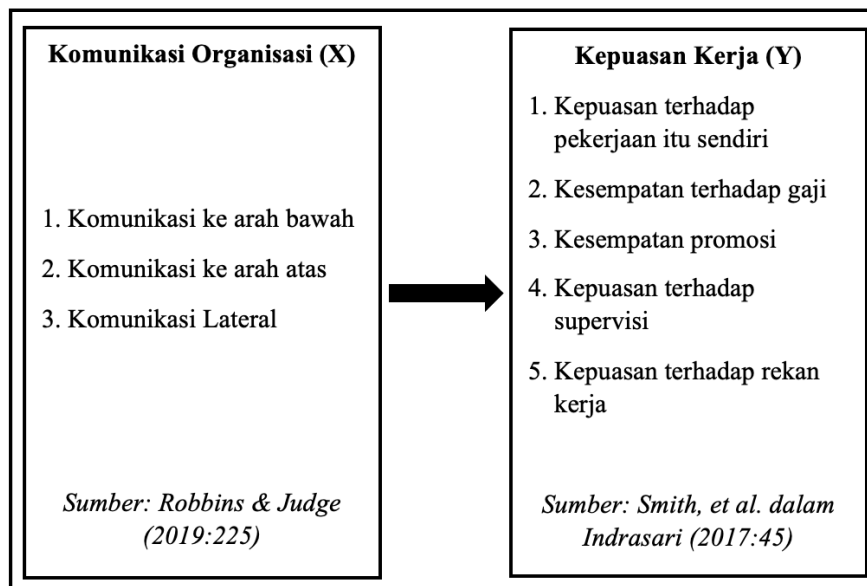 Komunikasi Organisasi (X)
1. Komunikasi ke arah bawah
2. Komunikasi ke arah atas
3. Komunikasi Lateral
Sumber: Robbins & Judge
(2019:225)
Kepuasan Kerja (Y)
1. Kepuasan terhadap
pekerjaan itu sendiri
2. Kesempatan terhadap gaji
3. Kesempatan promosi
4. Kepuasan terhadap
supervisi
5. Kepuasan terhadap rekan
kerja
Sumber: Smith, et al. dalam
Indrasari (2017:45)